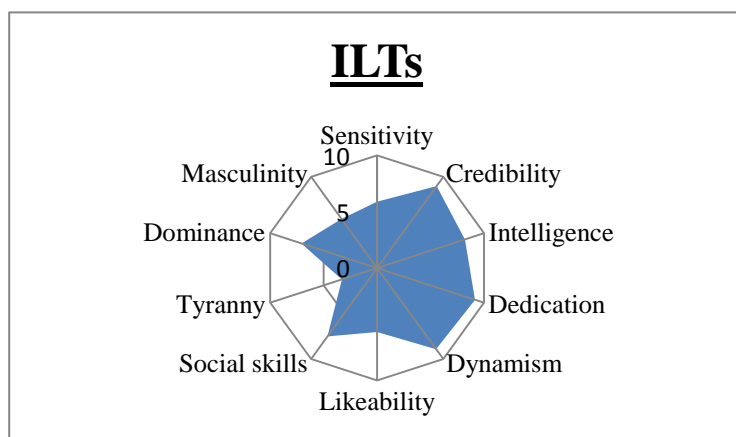 ILTs
Sensitivity
10
Masculinity
Credibility
5
Dominance
Intelligence
0
Tyranny
Dedication
Social skills
Dynamism
Likeability